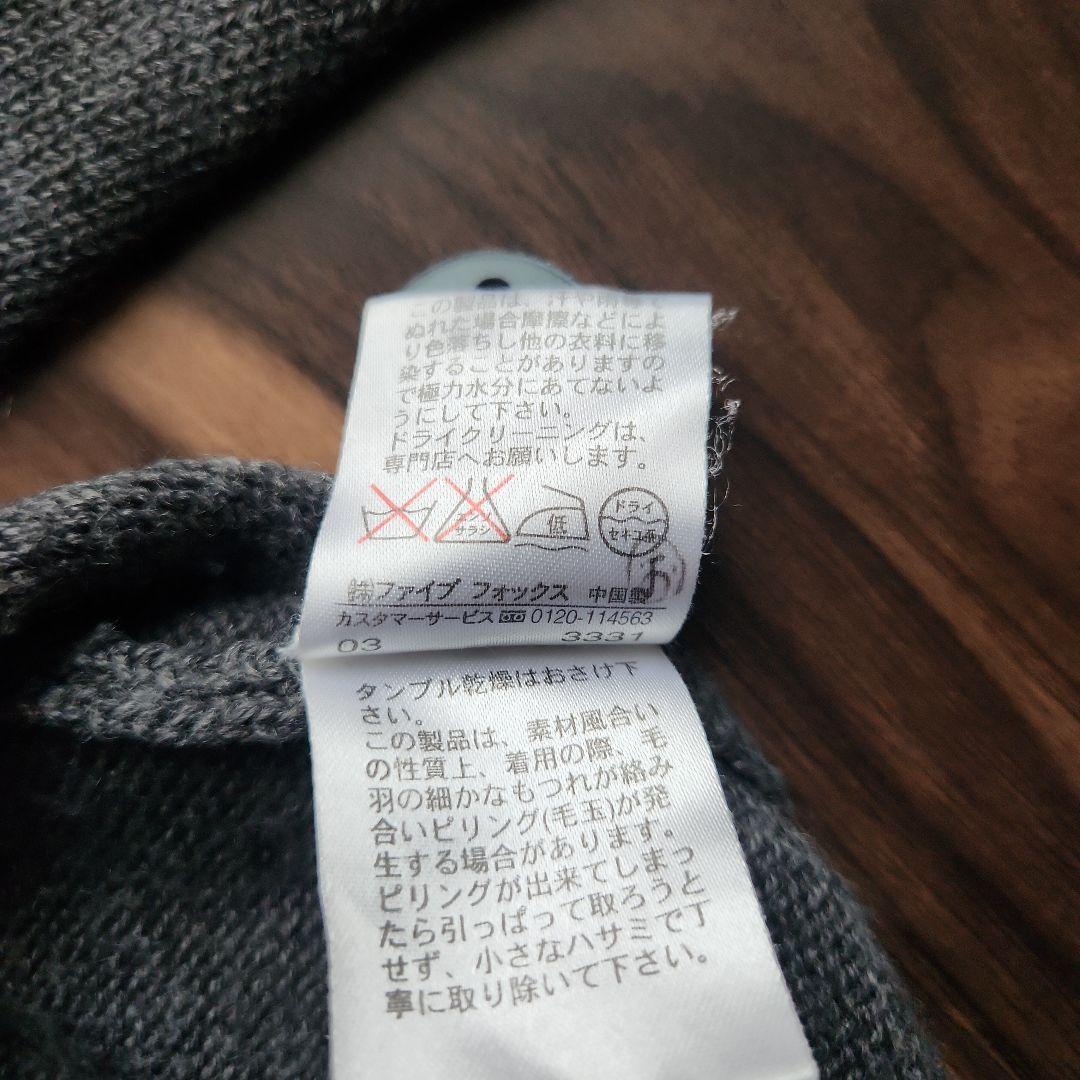 この製品は、汗や雨等で
ぬれた場合摩擦などによ
り色落ちし他の衣料に移
染することがありますの
で極力水分にあてないよ
うにして下さい。
ドライクリーニングは、
専門店へお願いします。
エンソ サラシ
低
ドライ
セキユ系
㈱ファイブ フォックス 中国製
カスタマーサービス 0120-114563
03 3331
タンブル乾燥はおさけ下
さい。
この製品は、素材風合い
の性質上、着用の際、毛
羽の細かなもつれが絡み
合いピリング(毛玉)が発
生する場合があります。
ピリングが出来てしまっ
たら引っぱって取ろうと
せず、小さなハサミで丁
寧に取り除いて下さい。